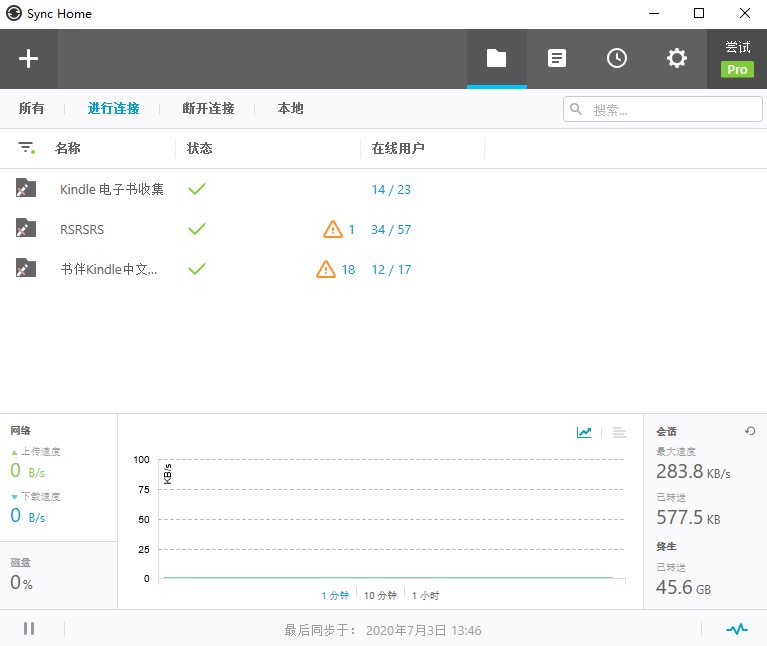 Sync Home
尝试
Pro
所有 进行连接 断开连接 本地 搜索...
名称 状态 在线用户
Kindle 电子书收集 14 / 23
RSRSRS 1 34 / 57
书伴Kindle中文... 18 12 / 17
网络
上传速度
0 B/s
下载速度
0 B/s
磁盘
0 %
KB/s
100
75
50
25
0
1 分钟 10 分钟 1 小时
会话
最大速度
283.8 KB/s
已转送
577.5 KB
终生
已转送
45.6 GB
最后同步于： 2020年7月3日 13:46